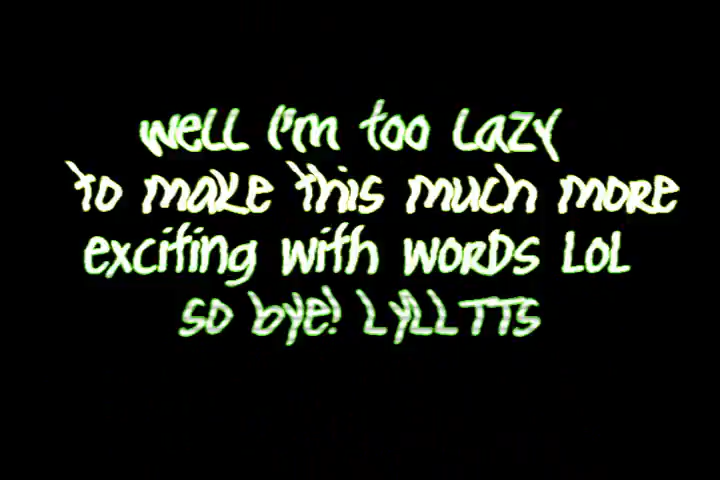 well I'm too lazy
to make this much more
exciting with words LOL
so bye! LYLLTTS